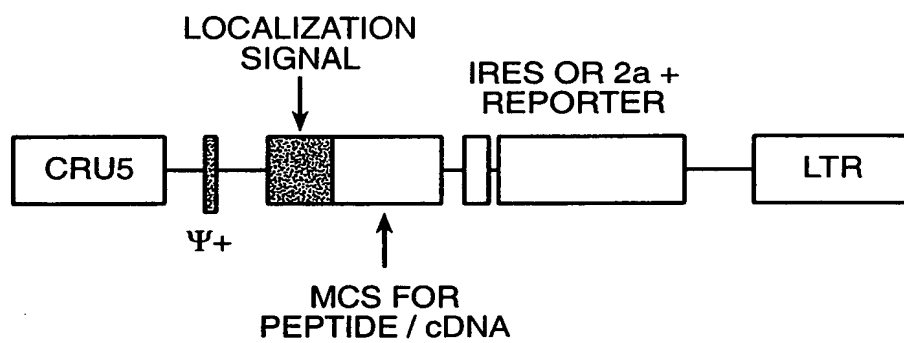 LOCALIZATION
SIGNAL
IRES OR 2a +
REPORTER
CRU5
LTR
Ψ+
MCS FOR
PEPTIDE / cDNA